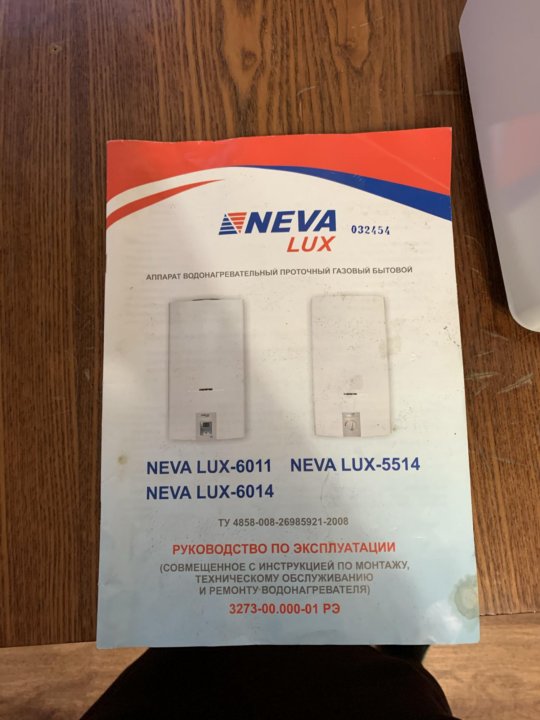 NEVA
LUX
032454
АППАРАТ ВОДОНАГРЕВАТЕЛЬНЫЙ ПРОТОЧНЫЙ ГАЗОВЫЙ БЫТОВОЙ
NEVA LUX-6011 NEVA LUX-5514
NEVA LUX-6014
ТУ 4858-008-26985921-2008
РУКОВОДСТВО ПО ЭКСПЛУАТАЦИИ
(СОВМЕЩЕННОЕ С ИНСТРУКЦИЕЙ ПО МОНТАЖУ,
ТЕХНИЧЕСКОМУ ОБСЛУЖИВАНИЮ
И РЕМОНТУ ВОДОНАГРЕВАТЕЛЯ)
3273-00.000-01 РЭ